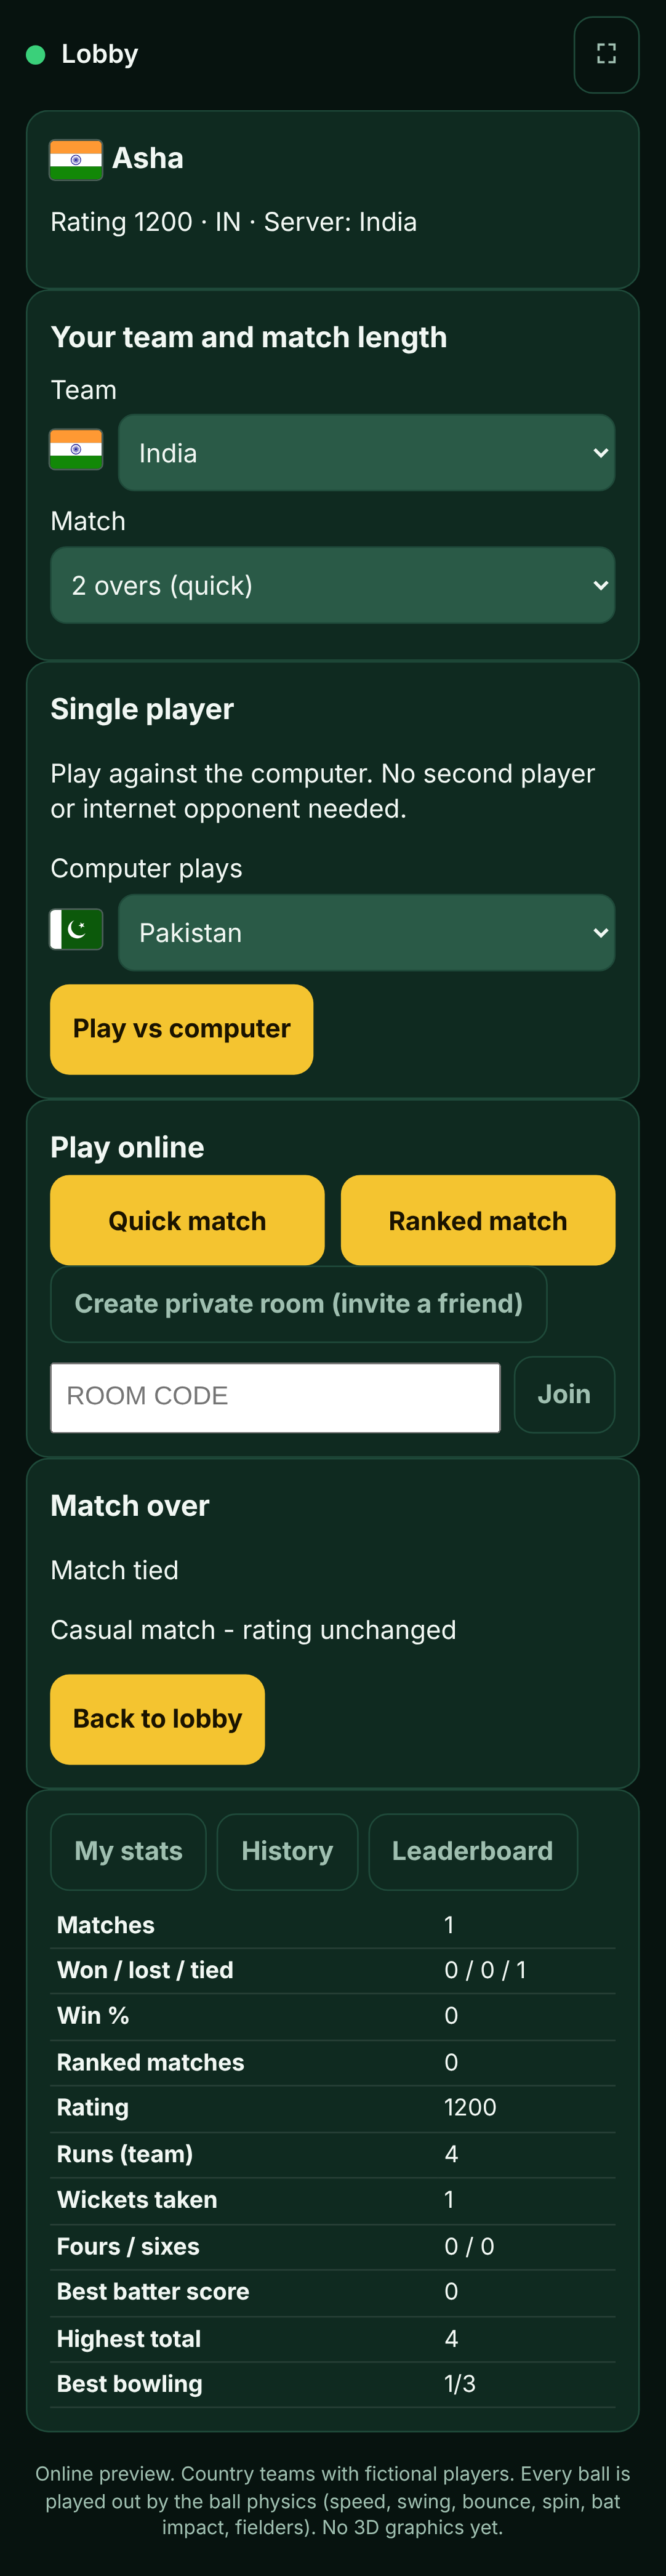 Lobby
Asha
Rating 1200 · IN · Server: India
Your team and match length
Team
India
Match
2 overs (quick)
Single player
Play against the computer. No second player
or internet opponent needed.
Computer plays
Pakistan
Play vs computer
Play online
Quick match
Ranked match
Create private room (invite a friend)
ROOM CODE
Join
Match over
Match tied
Casual match - rating unchanged
Back to lobby
My stats
History
Leaderboard
Matches 1
Won / lost / tied 0 / 0 / 1
Win % 0
Ranked matches 0
Rating 1200
Runs (team) 4
Wickets taken 1
Fours / sixes 0 / 0
Best batter score 0
Highest total 4
Best bowling 1/3
Online preview. Country teams with fictional players. Every ball is
played out by the ball physics (speed, swing, bounce, spin, bat
impact, fielders). No 3D graphics yet.